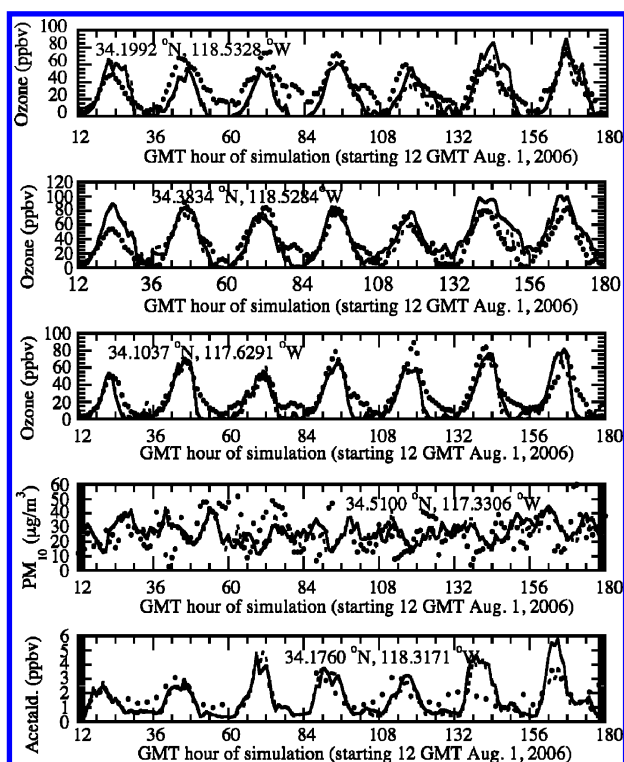 Ozone (ppbv)
100
80
60
40
20
0
34.1992 °N, 118.5328 °W
12 36 60 84 108 132 156 180
GMT hour of simulation (starting 12 GMT Aug. 1, 2006)
Ozone (ppbv)
120
100
80
60
40
20
0
34.3834 °N, 118.5284 °W
12 36 60 84 108 132 156 180
GMT hour of simulation (starting 12 GMT Aug. 1, 2006)
Ozone (ppbv)
100
80
60
40
20
0
34.1037 °N, 117.6291 °W
12 36 60 84 108 132 156 180
GMT hour of simulation (starting 12 GMT Aug. 1, 2006)
PM10 (μg/m3)
60
50
40
30
20
10
0
34.5100 °N, 117.3306 °W
12 36 60 84 108 132 156 180
GMT hour of simulation (starting 12 GMT Aug. 1, 2006)
Acetald. (ppbv)
6
5
4
3
2
1
0
34.1760 °N, 118.3171 °W
12 36 60 84 108 132 156 180
GMT hour of simulation (starting 12 GMT Aug. 1, 2006)